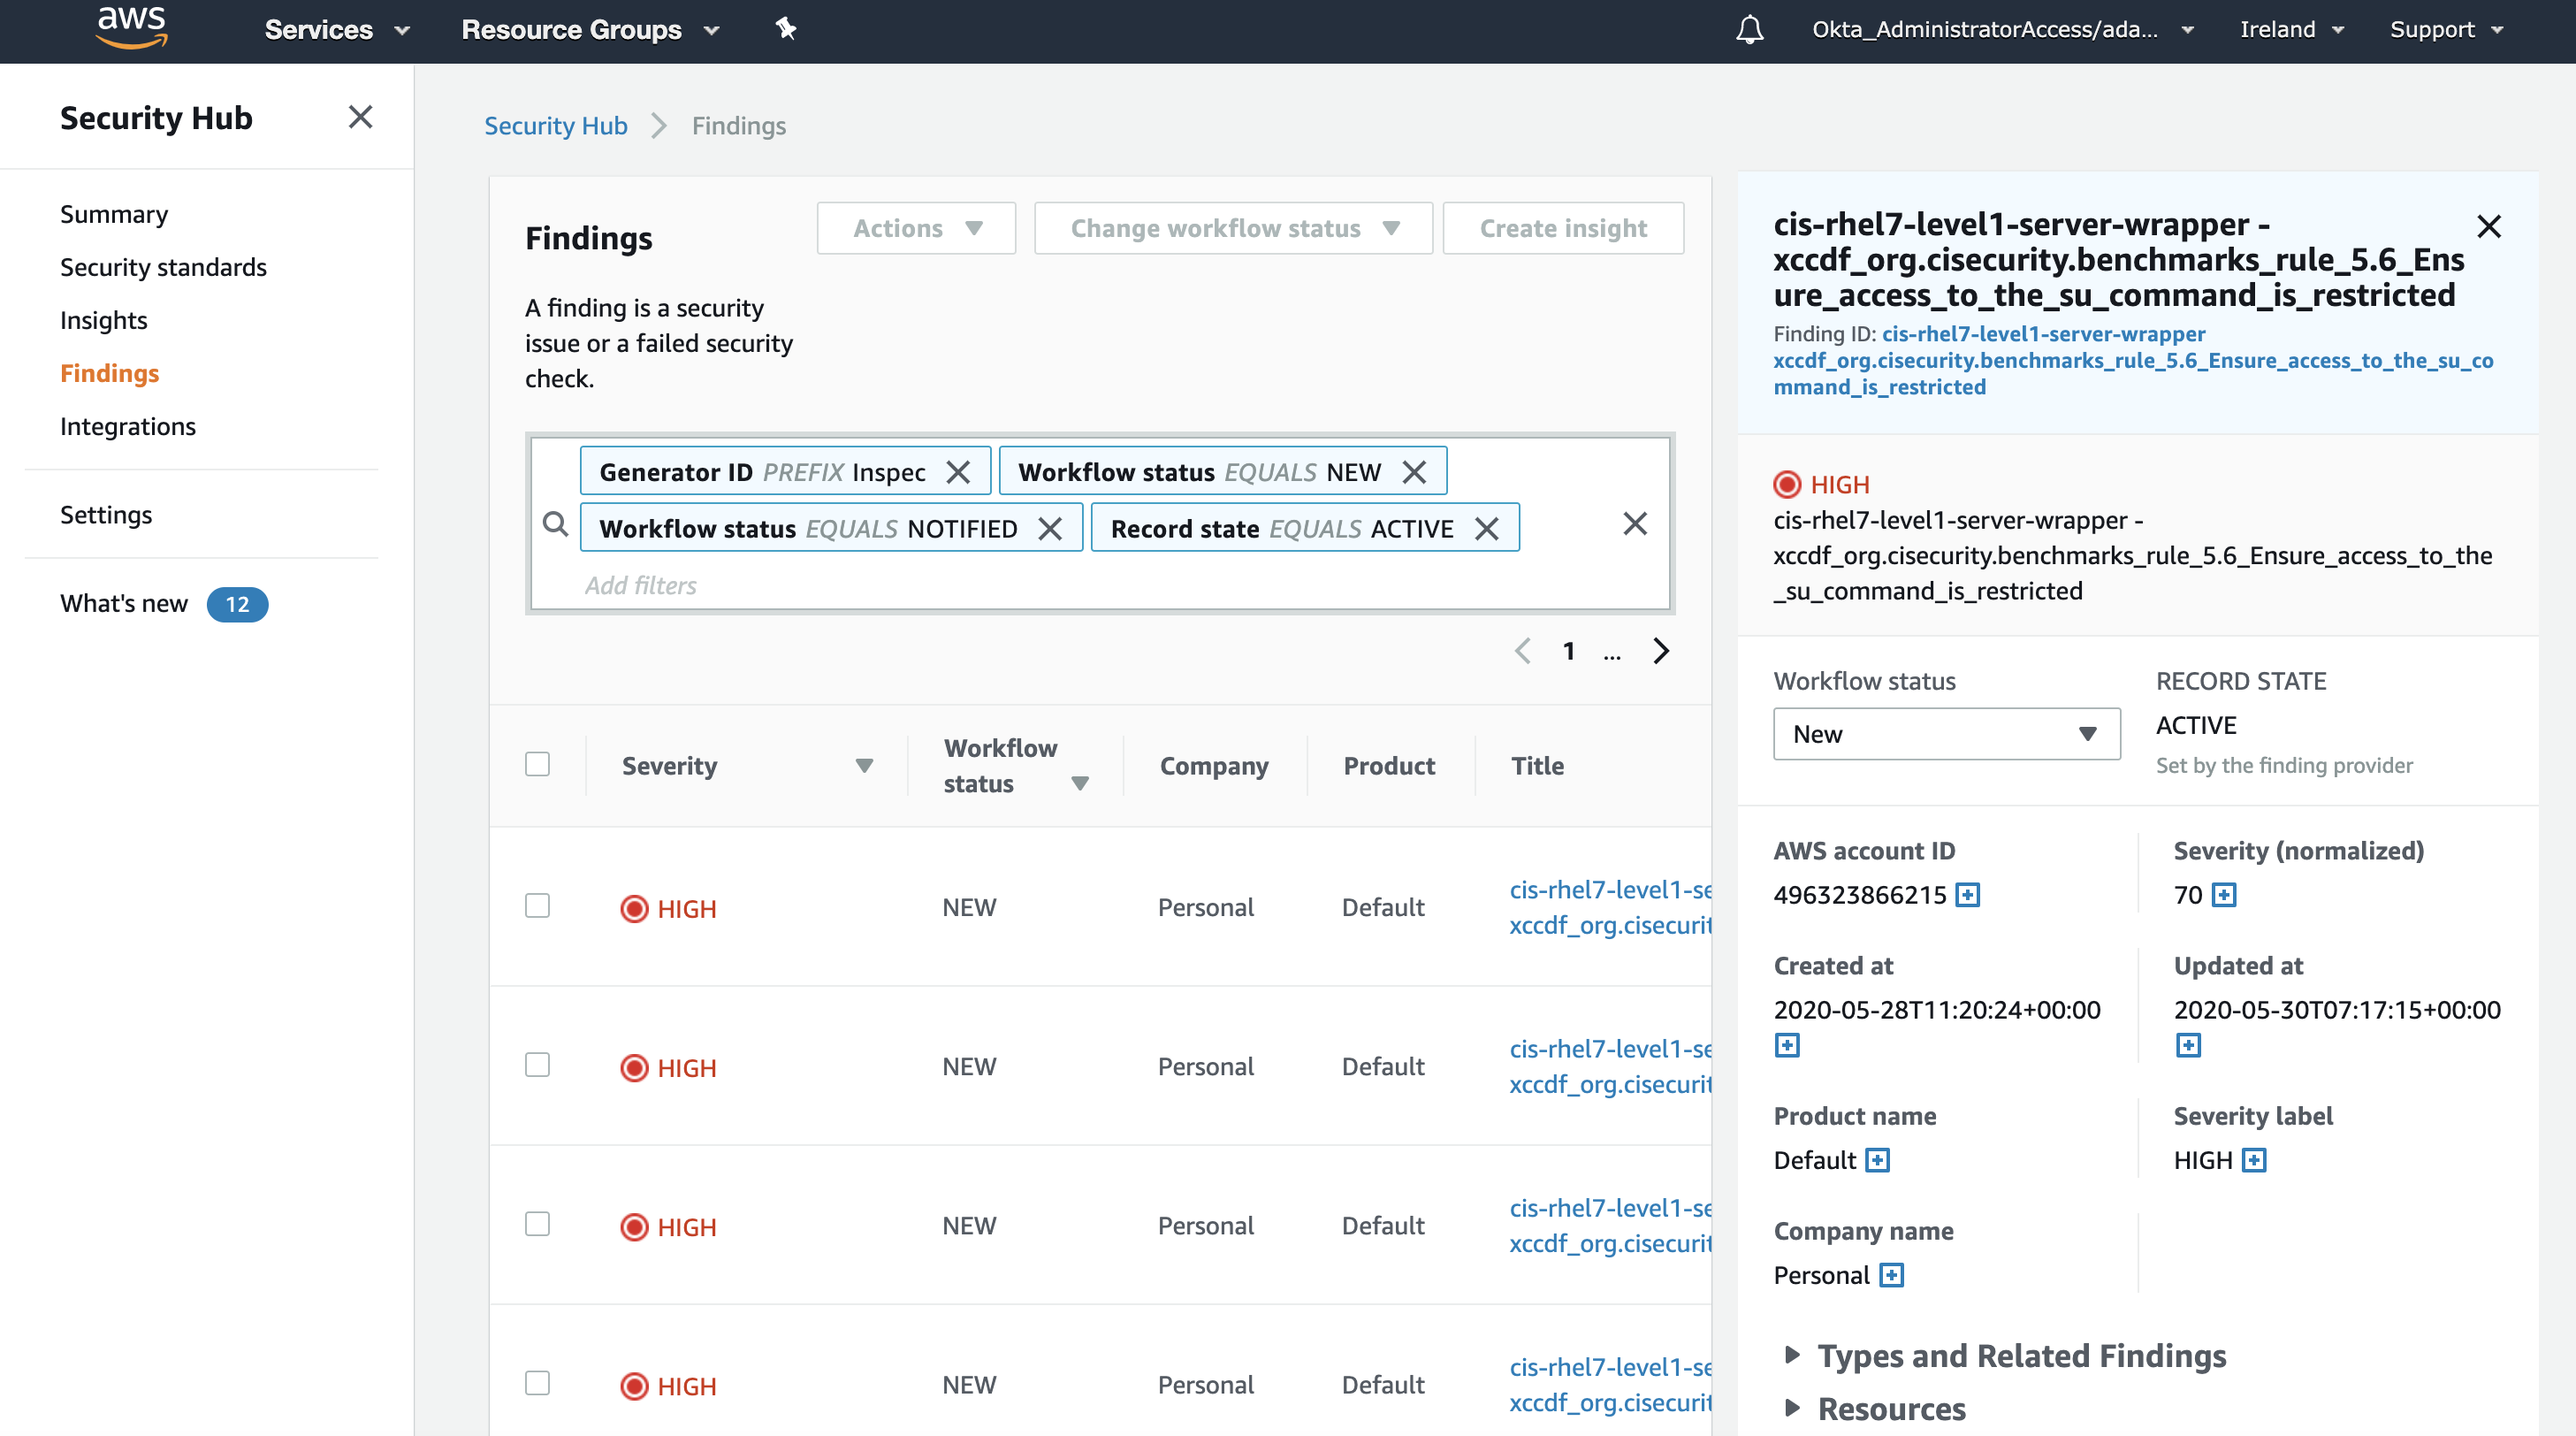 aws
Services
Resource Groups
Okta_AdministratorAccess/ada...
Ireland
Support
Security Hub
Summary
Security standards
Insights
Findings
Integrations
Settings
What's new 12
Security Hub
Findings
Findings
Actions
Change workflow status
Create insight
A finding is a security
issue or a failed security
check.
Generator ID PREFIX Inspec
Workflow status EQUALS NEW
Workflow status EQUALS NOTIFIED
Record state EQUALS ACTIVE
Add filters
1 ...
Severity
Workflow
status
Company
Product
Title
HIGH
NEW
Personal
Default
cis-rhel7-level1-se
xccdf_org.cisecurit
HIGH
NEW
Personal
Default
cis-rhel7-level1-se
xccdf_org.cisecurit
HIGH
NEW
Personal
Default
cis-rhel7-level1-se
xccdf_org.cisecurit
HIGH
NEW
Personal
Default
cis-rhel7-level1-se
xccdf_org.cisecurit
cis-rhel7-level1-server-wrapper -
xccdf_org.cisecurity.benchmarks_rule_5.6_Ens
ure_access_to_the_su_command_is_restricted
Finding ID: cis-rhel7-level1-server-wrapper
xccdf_org.cisecurity.benchmarks_rule_5.6_Ensure_access_to_the_su_co
mmand_is_restricted
HIGH
cis-rhel7-level1-server-wrapper -
xccdf_org.cisecurity.benchmarks_rule_5.6_Ensure_access_to_the
_su_command_is_restricted
Workflow status
New
RECORD STATE
ACTIVE
Set by the finding provider
AWS account ID
496323866215
Severity (normalized)
70
Created at
2020-05-28T11:20:24+00:00
Updated at
2020-05-30T07:17:15+00:00
Product name
Default
Severity label
HIGH
Company name
Personal
Types and Related Findings
Resources